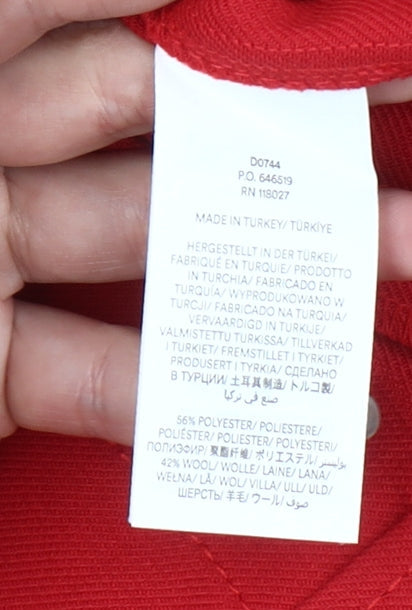 D0744
P.O. 646519
RN 118027
MADE IN TURKEY/ TÜRKİYE
HERGESTELLT IN DER TÜRKEI/
FABRIQUÉ EN TURQUIE/ PRODOTTO
IN TURCHIA/ FABRICADO EN
TURQUÍA/ WYPRODUKOWANO W
TURCJI/ FABRICADO NA TURQUIA/
VERVAARDIGD IN TURKIJE/
VALMISTETTU TURKISSA/ TILLVERKAD
I TURKIET/ FREMSTILLET I TYRKIET/
PRODUSERT I TYRKIA/ СДЕЛАНО
В ТУРЦИИ/ 土耳其制造/ トルコ製/
صنع في تركيا
56% POLYESTER/ POLIESTERE/
POLIÉSTER/ POLIESTER/ POLYESTERI/
ПОЛИЭФИР/ 聚酯纤维/ ポリエステル/ بوليستر
42% WOOL/ WOLLE/ LAINE/ LANA/
WEŁNA/ LÃ/ WOL/ VILLA/ ULL/ ULD/
ШЕРСТЬ/ 羊毛/ ウール/ صوف